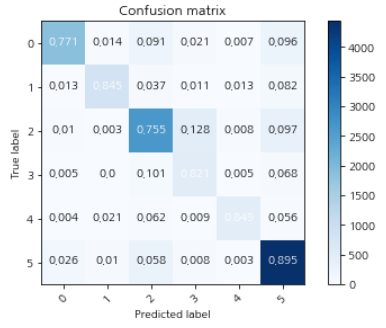 Confusion matrix
0 0,771 0,014 0,091 0,021 0,007 0,096
1 0,013 0,845 0,037 0,011 0,013 0,082
2 0,01 0,003 0,755 0,128 0,008 0,097
3 0,005 0,0 0,101 0,821 0,005 0,068
4 0,004 0,021 0,062 0,009 0,849 0,056
5 0,026 0,01 0,058 0,008 0,003 0,895
0 1 2 3 4 5
True label
Predicted label
4000
3500
3000
2500
2000
1500
1000
500
0